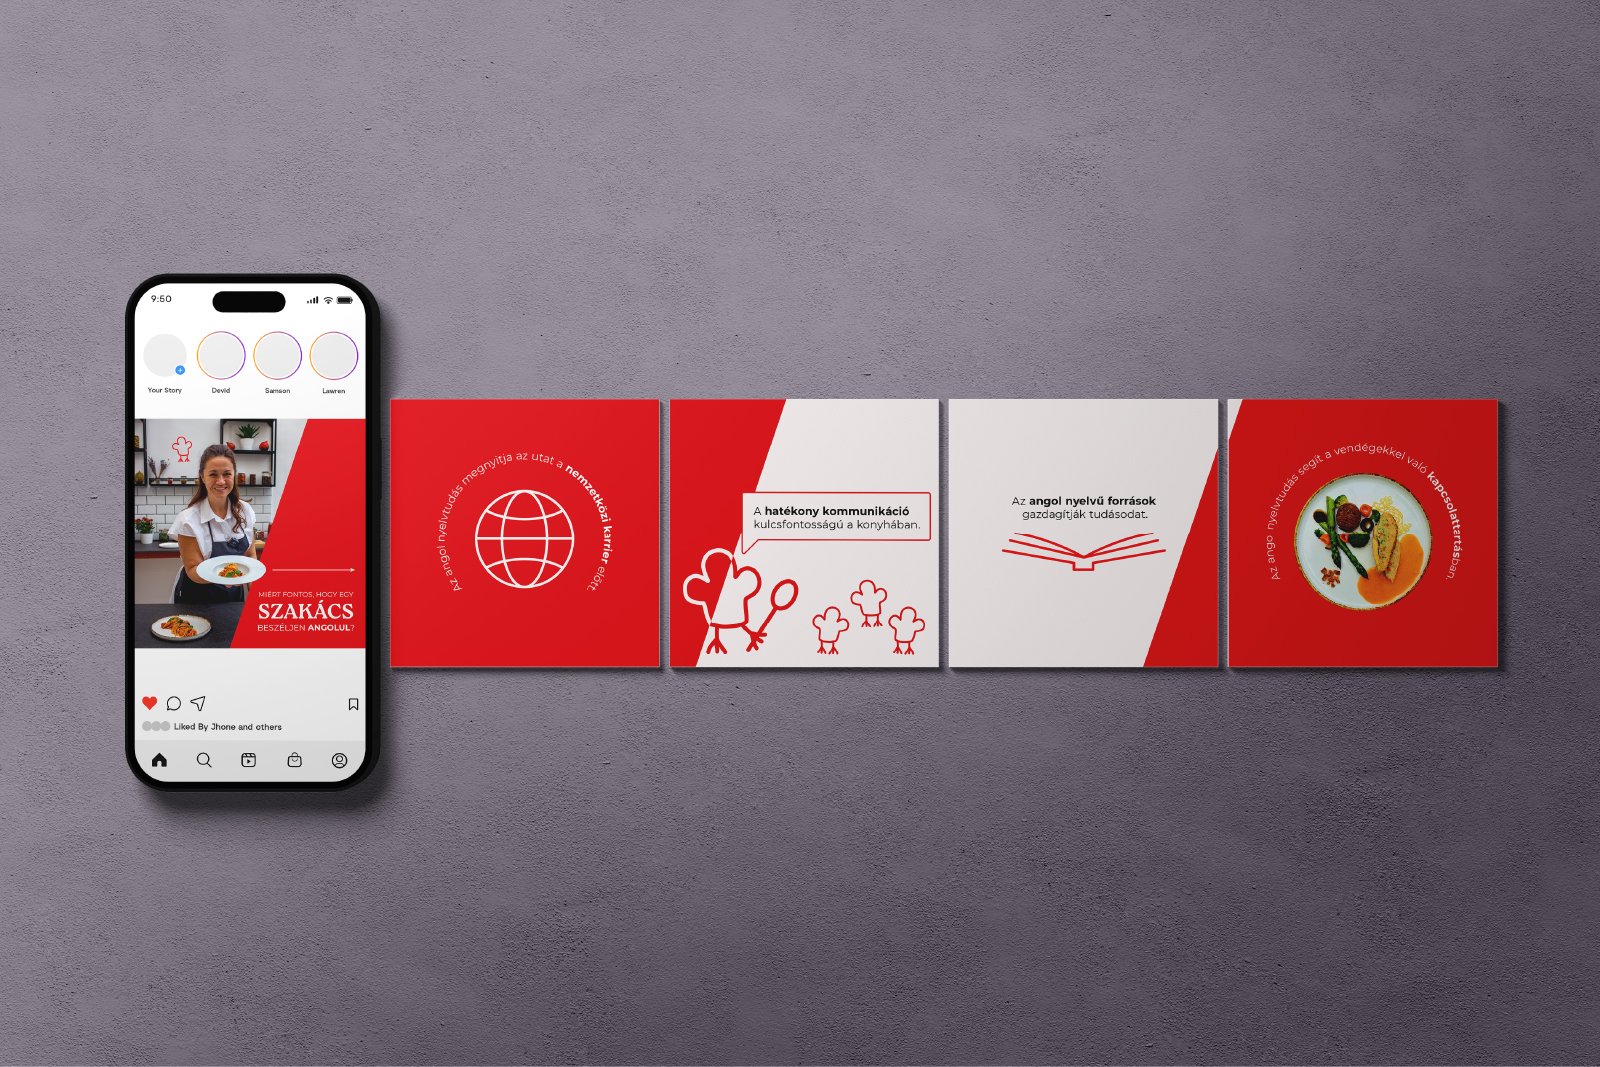 9:50
Your Story
Devid
Samson
Lawren
MIÉRT FONTOS, HOGY EGY
SZAKÁCS
BESZÉLJEN ANGOLUL?
Liked By Jhone and others
Az angol nyelvtudás megnyitja az utat a nemzetközi karrier előtt.
A hatékony kommunikáció
kulcsfontosságú a konyhában.
Az angol nyelvű források
gazdagítják tudásodat.
Az ango nyelvtudás segít a vendégekkel való kapcsolattartásban.